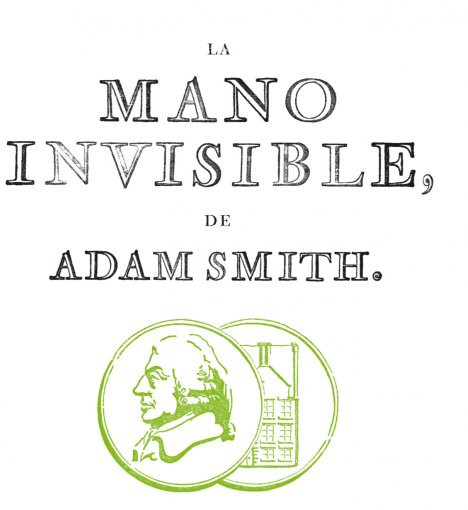 LA
MANO
INVISIBLE,
DE
ADAM SMITH.